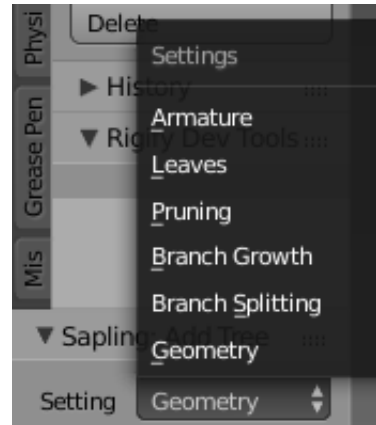 Physi
Delete
Settings
History
Armature
Rigify Dev Tools
Leaves
Grease Pen
Pruning
Branch Growth
Mis
Branch Splitting
Sapling: Add Tree
Geometry
Setting
Geometry